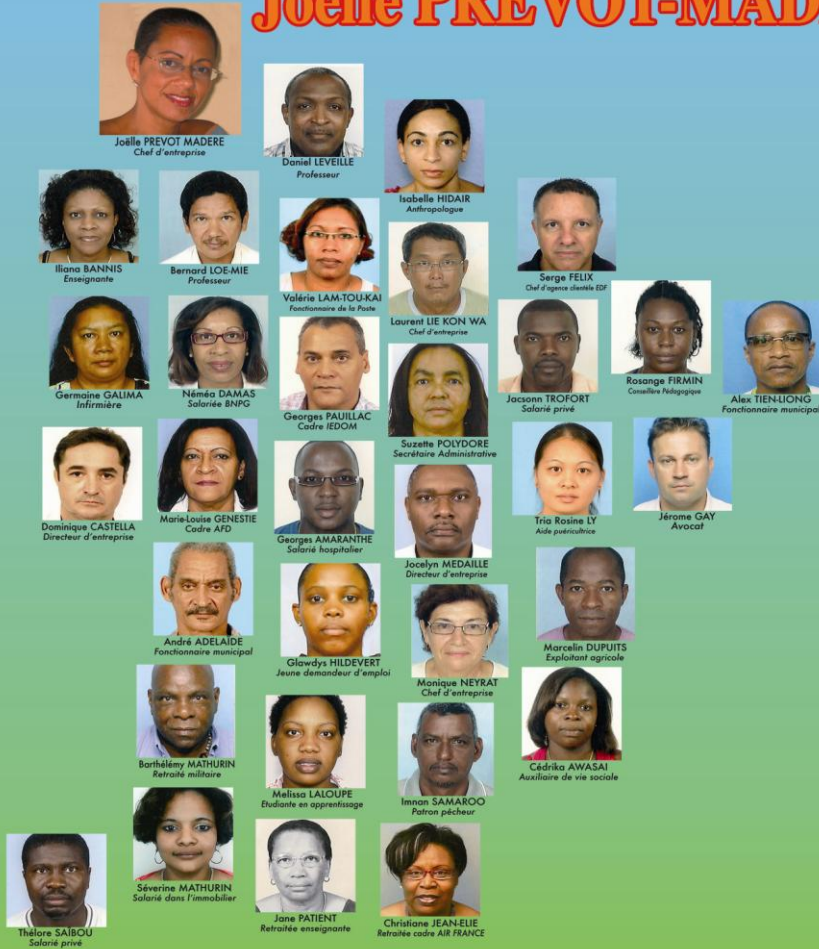 Joëlle PREVOT-MAD
Joëlle PREVOT MADERE
Chef d'entreprise
Daniel LEVEILLE
Professeur
Isabelle HIDAIR
Anthropologue
Iliana BANNIS
Enseignante
Bernard LOE-MIE
Professeur
Valérie LAM-TOU-KAI
Fonctionnaire de la Poste
Laurent LIE KON WA
Chef d'entreprise
Serge FELIX
Chef d'agence clientèle EDF
Germaine GALIMA
Infirmière
Néméa DAMAS
Salariée BNPG
Georges PAUILLAC
Cadre IEDOM
Suzette POLYDORE
Secrétaire Administrative
Jacsonn TROFORT
Salarié privé
Rosange FIRMIN
Conseillère Pédagogique
Alex TIEN-LIONG
Fonctionnaire municipal
Dominique CASTELLA
Directeur d'entreprise
Marie-Louise GENESTIE
Cadre AFD
Georges AMARANTHE
Salarié hospitalier
Jocelyn MEDAILLE
Directeur d'entreprise
Tria Rosine LY
Aide puéricultrice
Jérome GAY
Avocat
André ADELAIDE
Fonctionnaire municipal
Glawdys HILDEVERT
Jeune demandeur d'emploi
Monique NEYRAT
Chef d'entreprise
Marcelin DUPUITS
Exploitant agricole
Barthélémy MATHURIN
Retraité militaire
Melissa LALOUPE
Etudiante en apprentissage
Imnan SAMAROO
Patron pêcheur
Cédrika AWASAI
Auxiliaire de vie sociale
Thélore SAÏBOU
Salarié privé
Séverine MATHURIN
Salarié dans l'immobilier
Jane PATIENT
Retraitée enseignante
Christiane JEAN-ELIE
Retraitée cadre AIR FRANCE